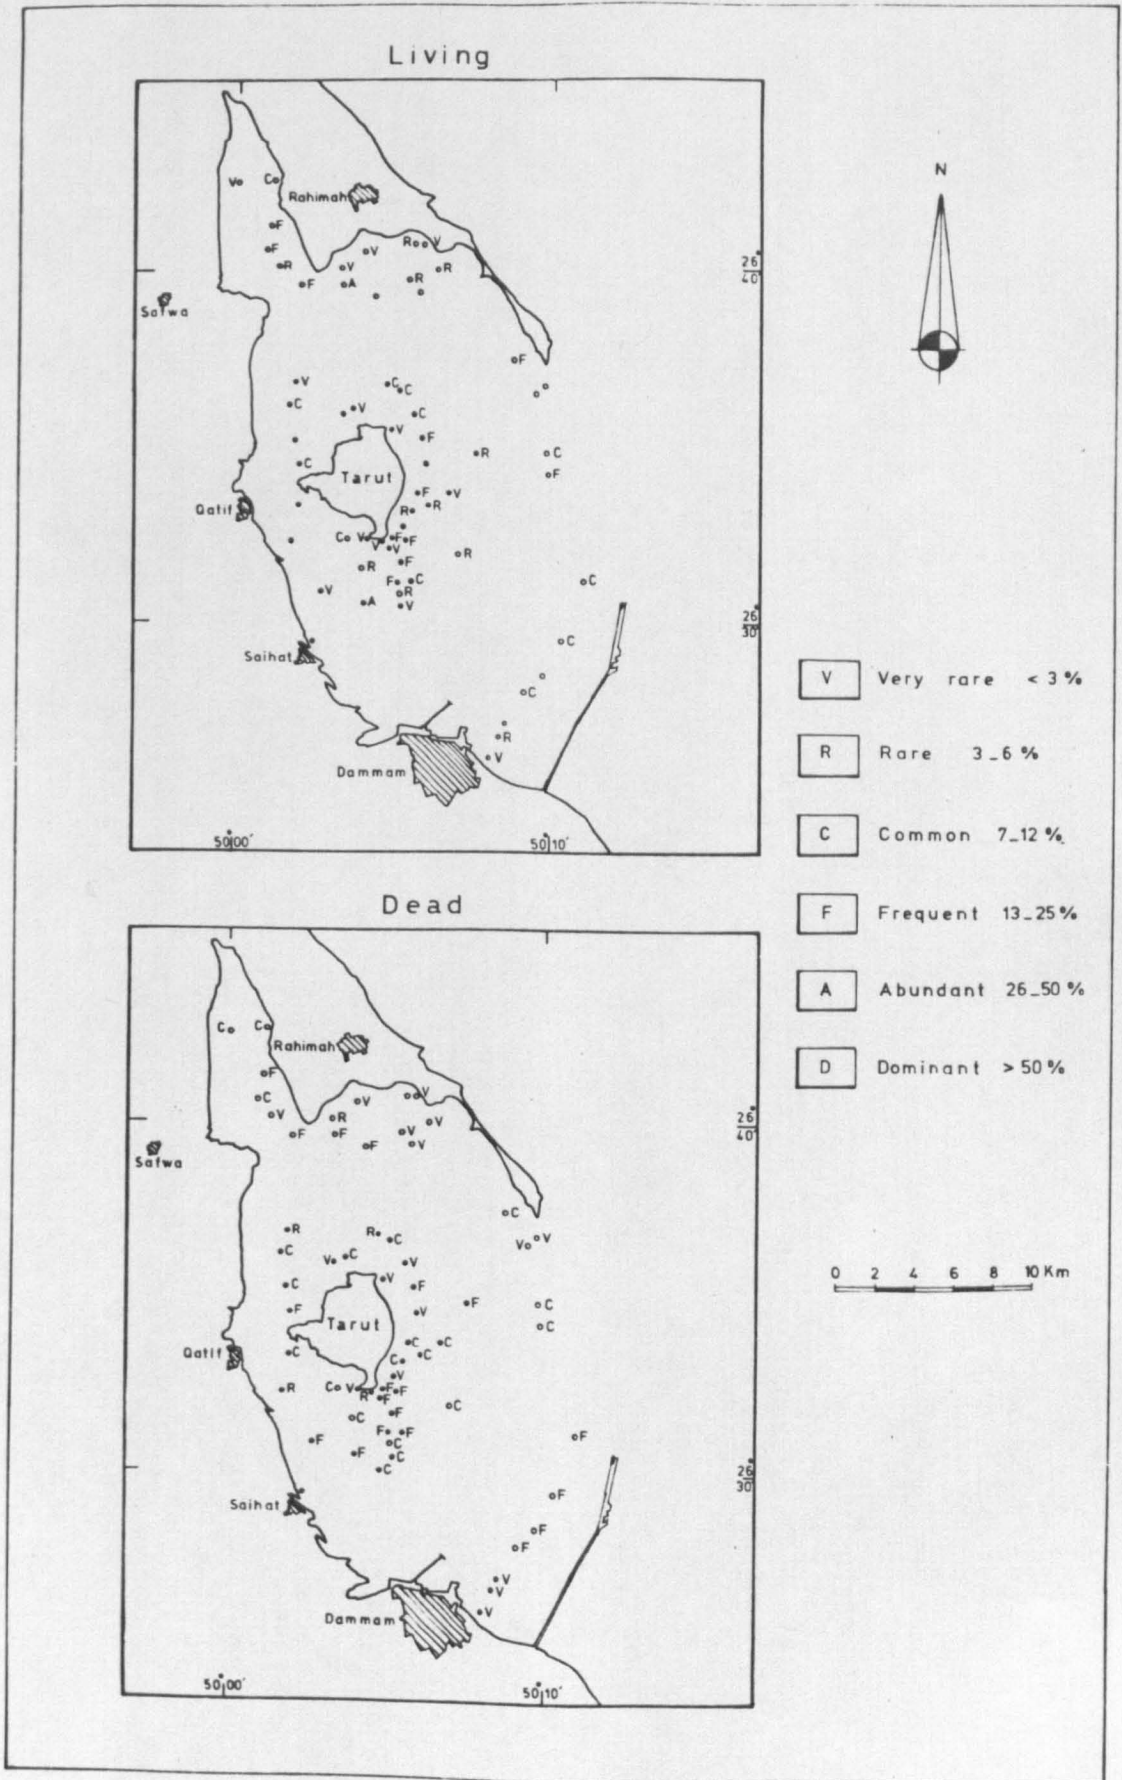 Living
N
Vo Co
Rahimah
F
F
R
F
V
V
A
R V
R
R
26°
40'
Safwa
F
V
C
C
C
V
C
V
F
C
Tarut
R
C
F
F V
R
R
Qatif
C V F F
V V
F
R
R
F C
R
V
A
V
C
26°
30'
C
Saihat
C
R
V
Dammam
50°00' 50°10'
V Very rare < 3 %
R Rare 3_6 %
C Common 7_12 %
F Frequent 13_25 %
A Abundant 26_50 %
D Dominant > 50 %
Dead
C C
Rahimah
F
C
V
F
V
R
F
F
V
V
V
V
26°
40'
Safwa
C
V V
R
C
R
C
V C
V
V
C
F
F
V
F
C
C
Tarut
Qatif
C
C C
C
C
V
R
C V F F
R F
F
C
C
F F
C
F
F
C
C
F
26°
30'
F
Saihat
F
F
V
V
V
Dammam
50°00' 50°10'
0 2 4 6 8 10 Km